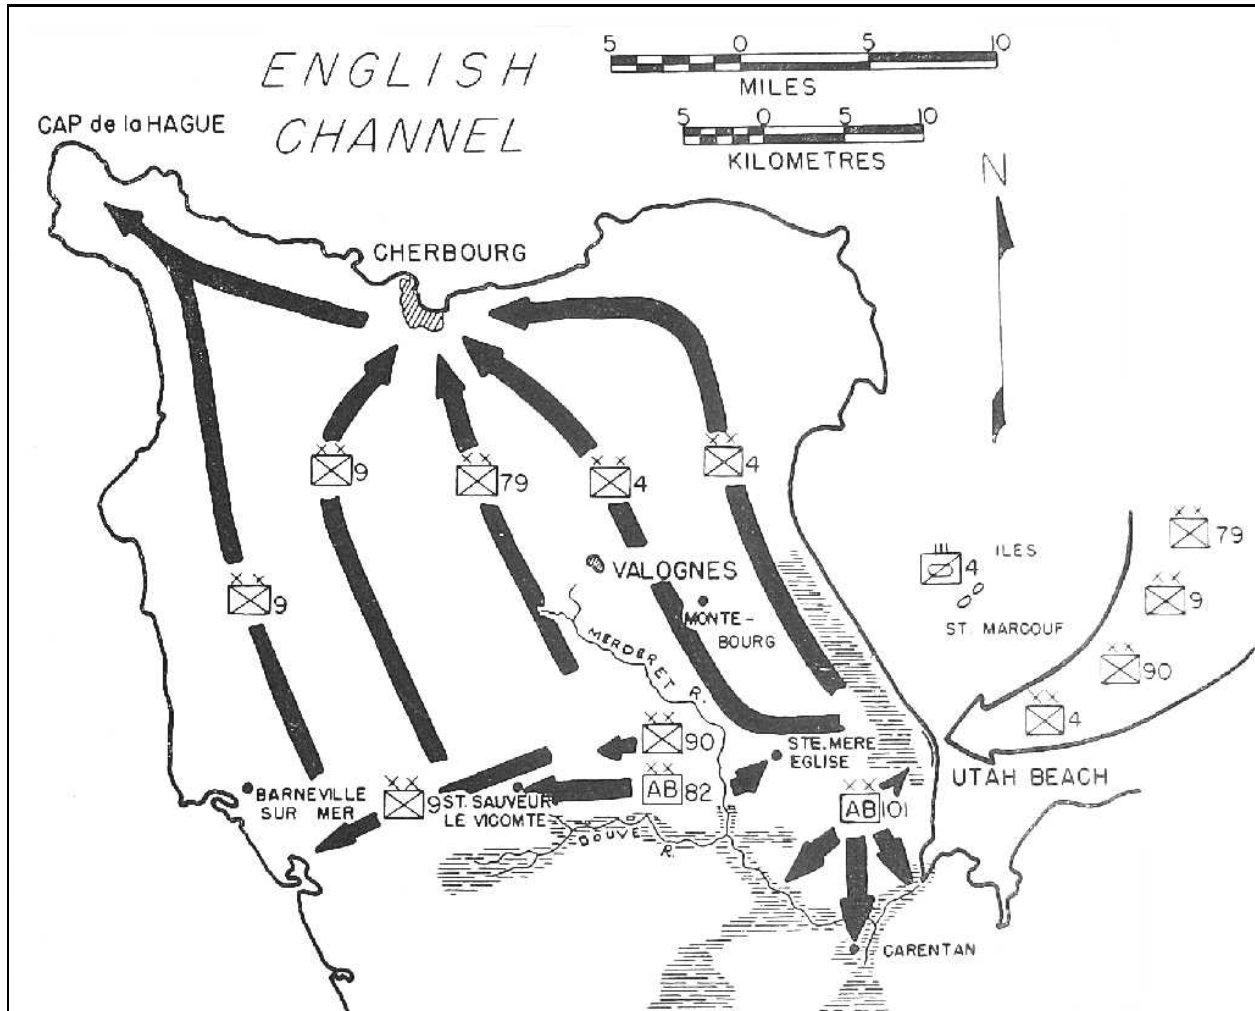 ENGLISH
CHANNEL
5 0 5 10
MILES
5 0 5 10
KILOMETRES
N
CAP de la HAGUE
CHERBOURG
9
79
4
4
9
VALOGNES
MONTE-
BOURG
MERDERET R.
4
ILES
ST. MARCOUF
79
9
90
4
UTAH BEACH
90
STE. MERE
EGLISE
AB 82
AB 101
BARNEVILLE
SUR MER
9
ST. SAUVEUR
LE VICOMTE
DOUVE R.
CARENTAN